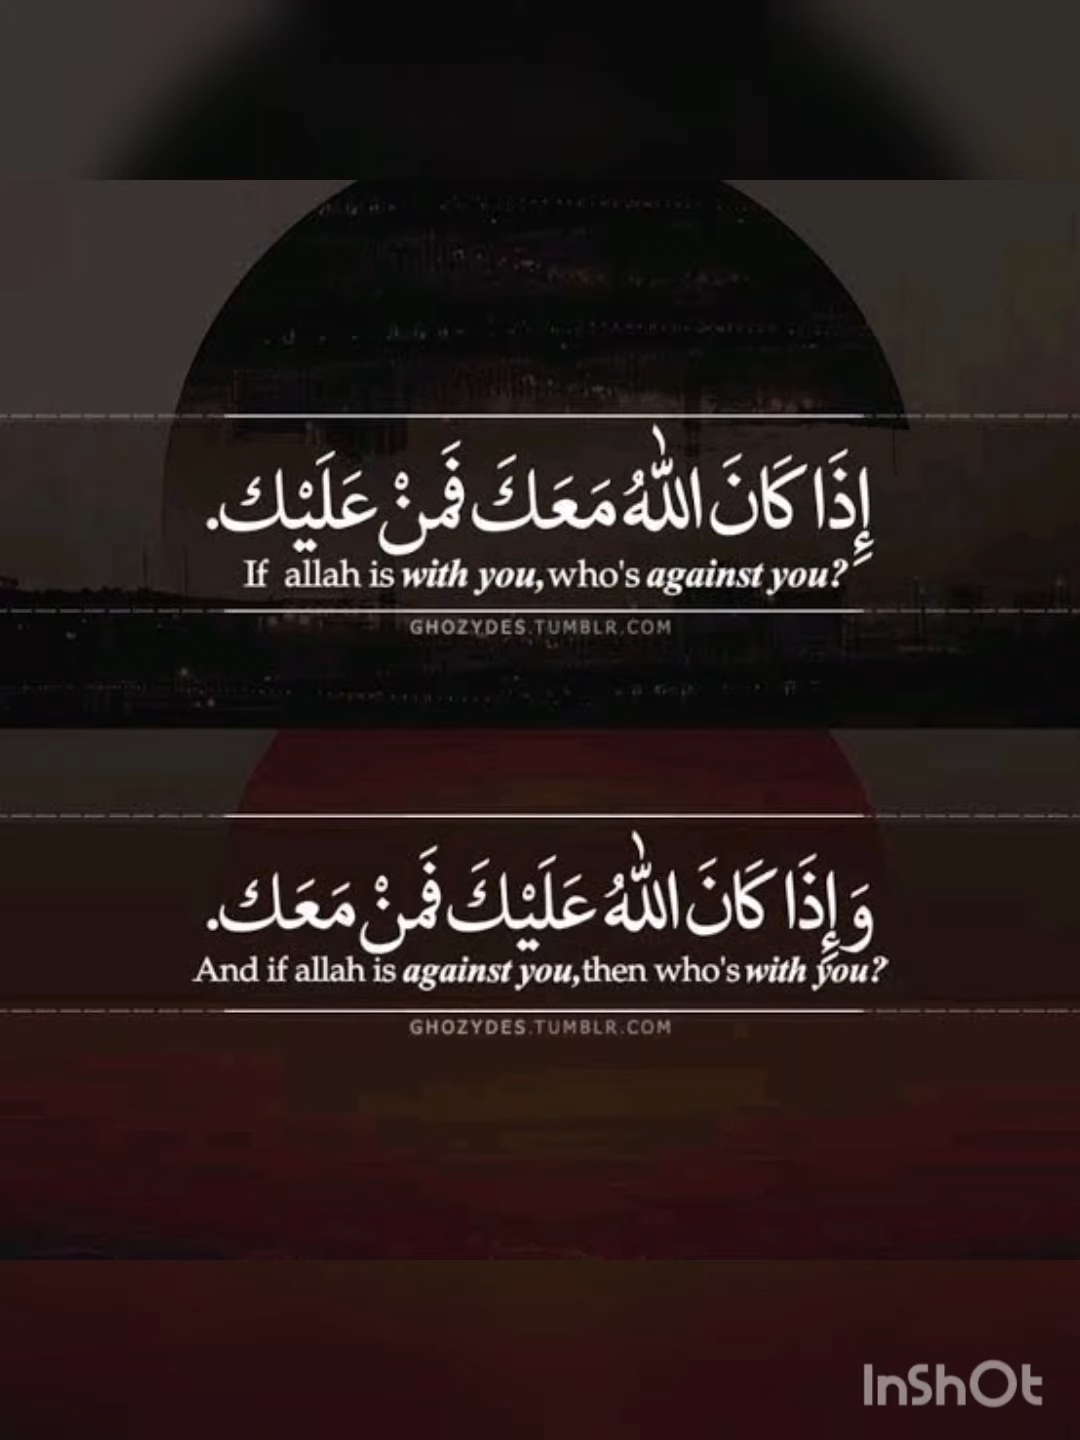 إِذَا كَانَ اللّٰهُ مَعَكَ فَمَنْ عَلَيْك.
If allah is with you, who's against you?
GHOZYDES.TUMBLR.COM
وَإِذَا كَانَ اللّٰهُ عَلَيْكَ فَمَنْ مَعَك.
And if allah is against you, then who's with you?
GHOZYDES.TUMBLR.COM
InShOt